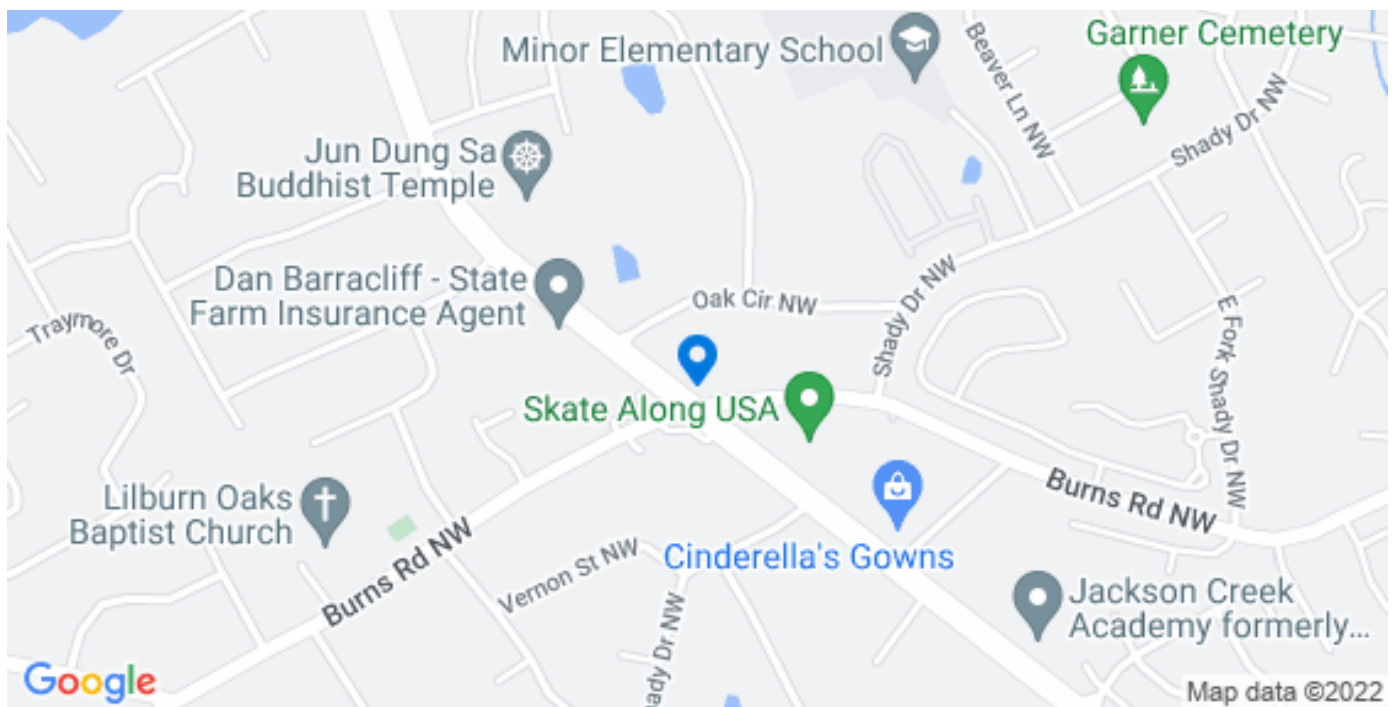 Minor Elementary School
Garner Cemetery
Beaver Ln NW
Shady Dr NW
Jun Dung Sa
Buddhist Temple
Dan Barracliff - State
Farm Insurance Agent
Oak Cir NW
Shady Dr NW
Traymore Dr
E Fork Shady Dr NW
Skate Along USA
Lilburn Oaks
Baptist Church
Burns Rd NW
Burns Rd NW
Cinderella's Gowns
Vernon St NW
Shady Dr NW
Jackson Creek
Academy formerly...
Google
Map data ©2022